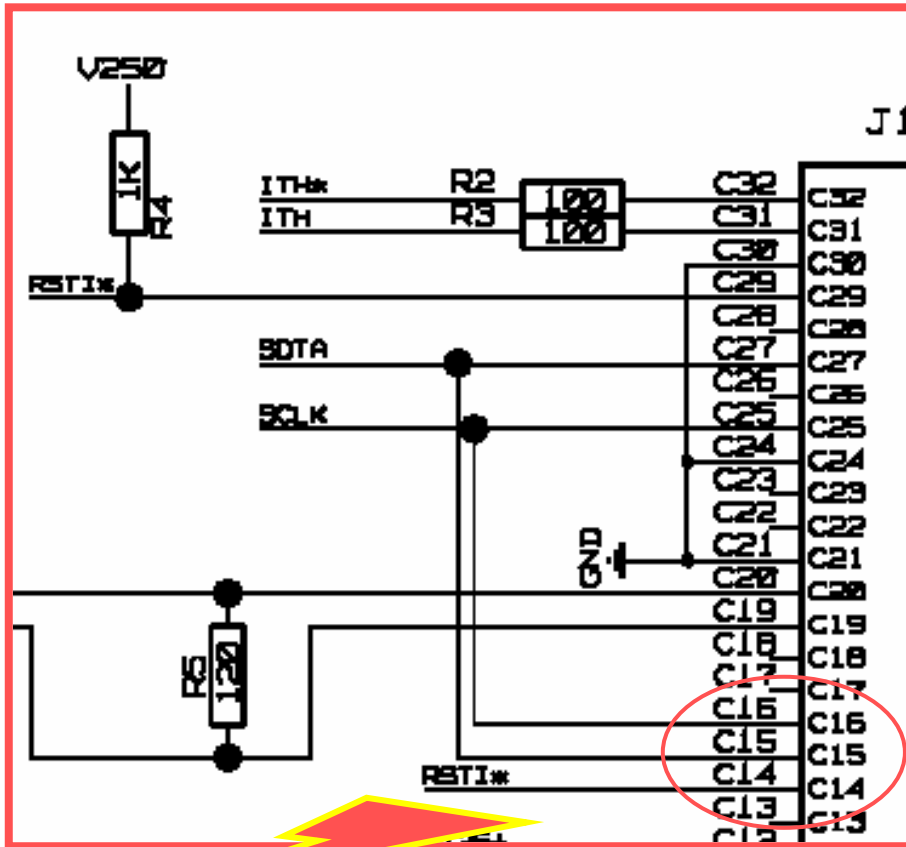 V250
J1
1K
R4
ITH* R2 100 C32 C32
ITH R3 100 C31 C31
C30 C30
RSTI* C29 C29
C28 C28
SDTA C27 C27
C26 C26
SCLK C25 C25
C24 C24
C23 C23
C22 C22
GND C21 C21
C20 C20
C19 C19
R5 120 C18 C18
C17 C17
C16 C16
C15 C15
RSTI* C14 C14
C13 C13
C12